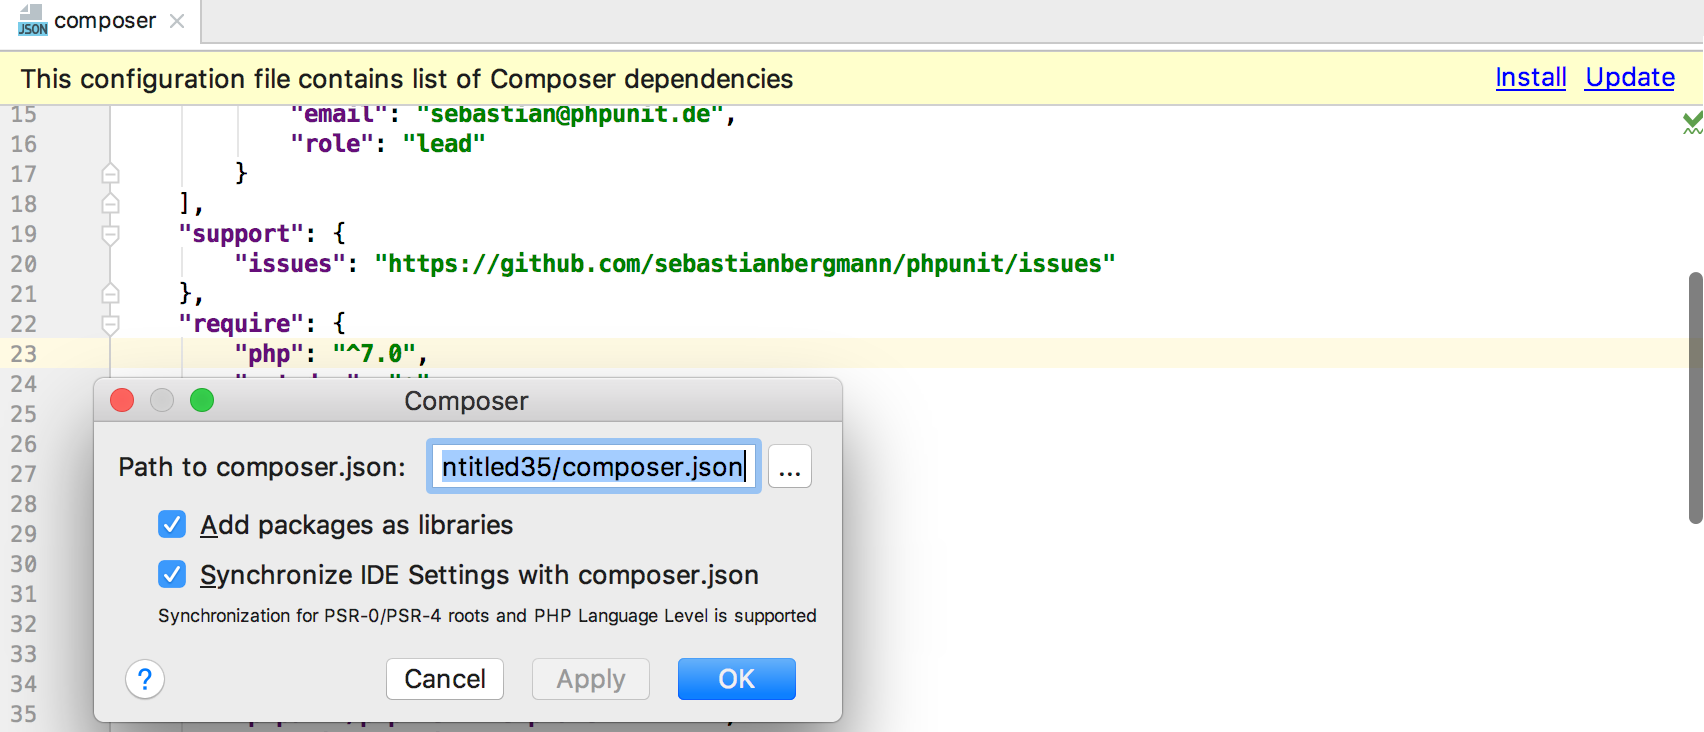 JSON composer
This configuration file contains list of Composer dependencies Install Update
15 "email": "sebastian@phpunit.de",
16 "role": "lead"
17 }
18 ],
19 "support": {
20 "issues": "https://github.com/sebastianbergmann/phpunit/issues"
21 },
22 "require": {
23 "php": "^7.0",
24
25
26
27
28
29
30
31
32
33
34
35
Composer
Path to composer.json: ntitled35/composer.json ...
Add packages as libraries
Synchronize IDE Settings with composer.json
Synchronization for PSR-0/PSR-4 roots and PHP Language Level is supported
? Cancel Apply OK